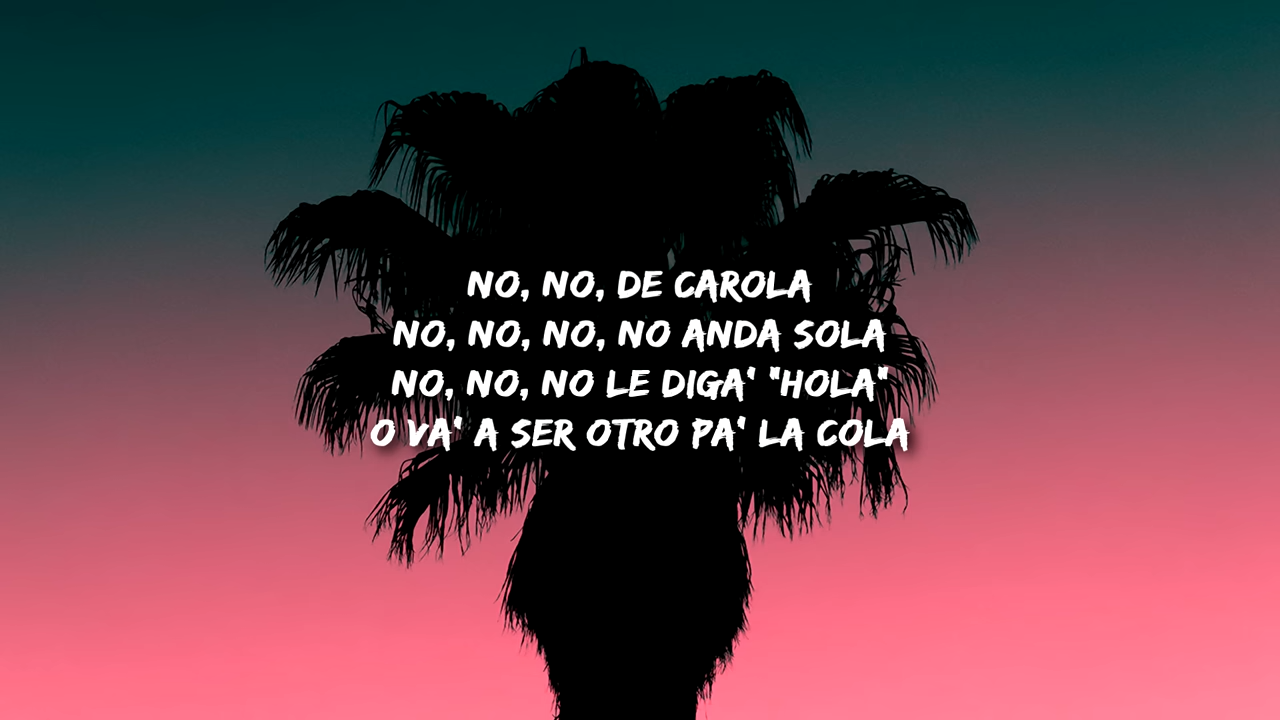 NO, NO, DE CAROLA
NO, NO, NO, NO ANDA SOLA
NO, NO, NO LE DIGA' "HOLA"
O VA' A SER OTRO PA' LA COLA